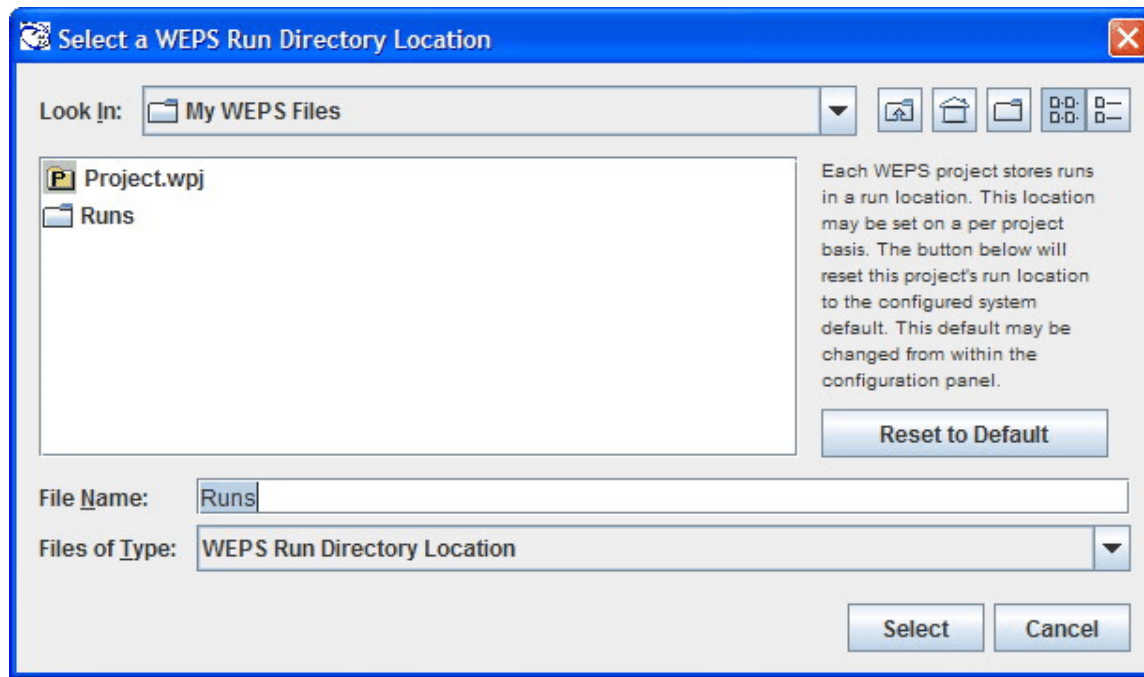 Select a WEPS Run Directory Location
Look In:
My WEPS Files
Project.wpj
Runs
Each WEPS project stores runs
in a run location. This location
may be set on a per project
basis. The button below will
reset this project's run location
to the configured system
default. This default may be
changed from within the
configuration panel.
Reset to Default
File Name:
Runs
Files of Type:
WEPS Run Directory Location
Select
Cancel